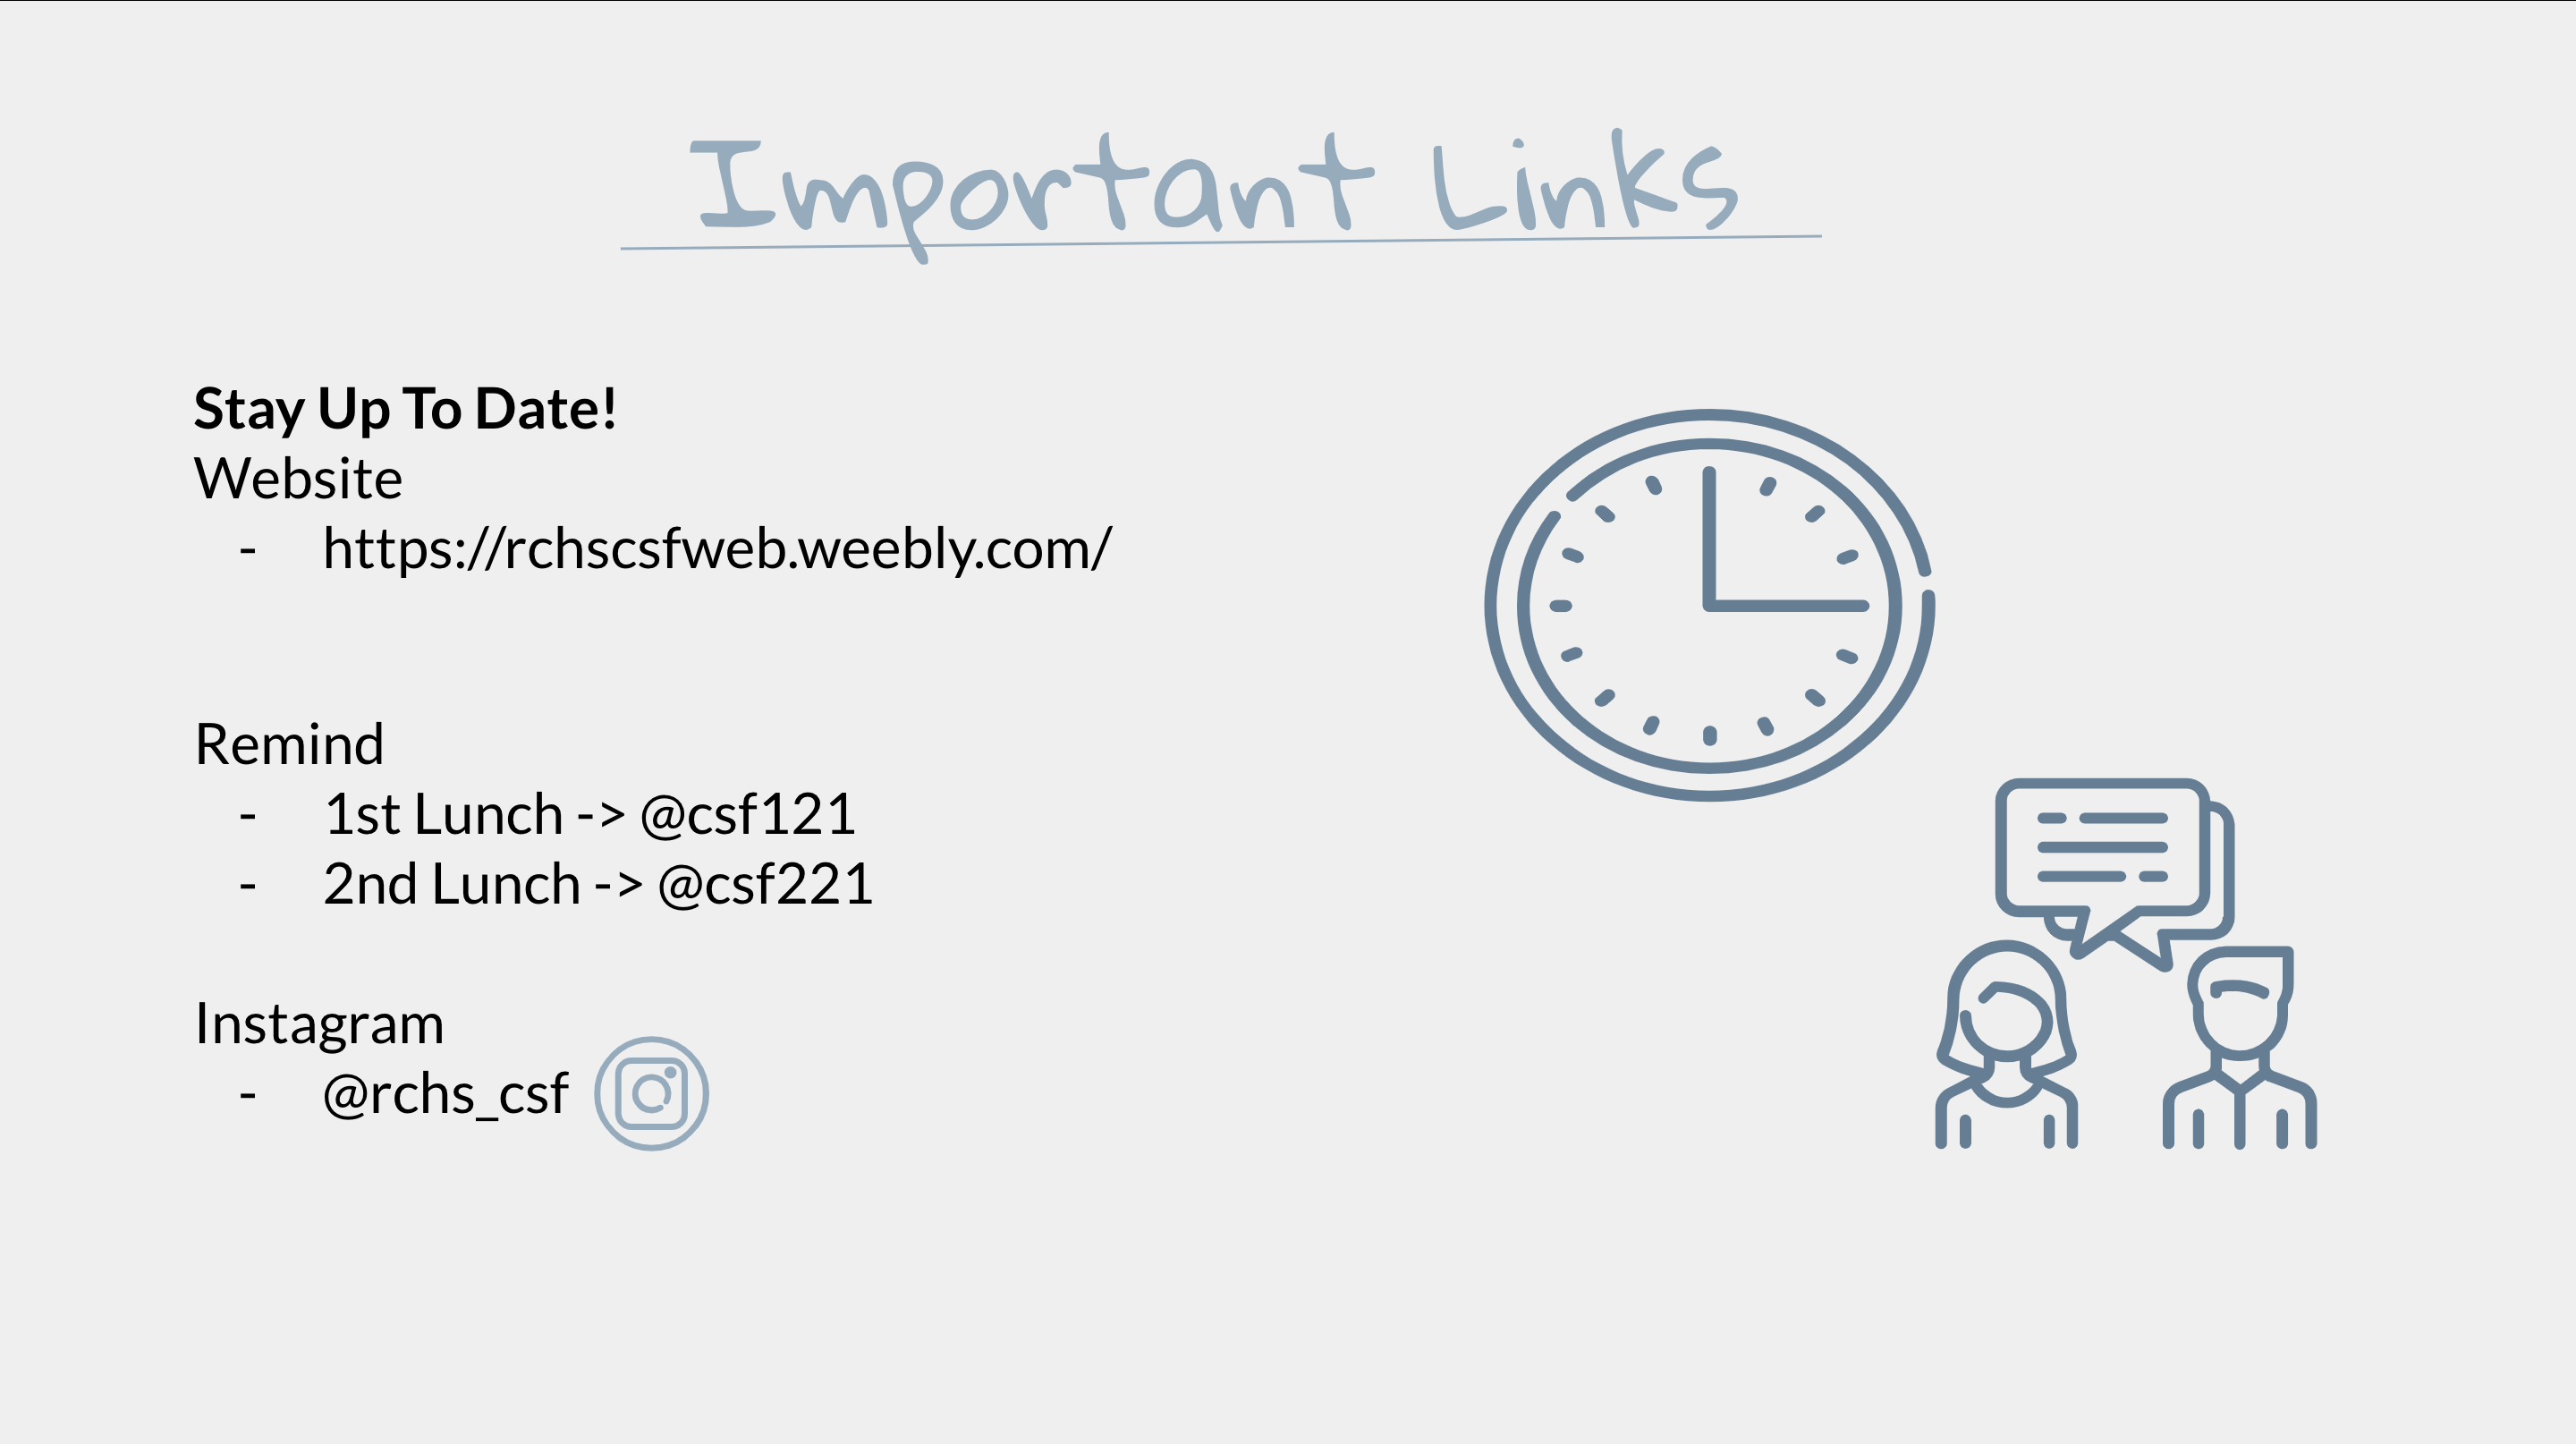 Important Links
Stay Up To Date!
Website
- https://rchscsfweb.weebly.com/
Remind
- 1st Lunch -> @csf121
- 2nd Lunch -> @csf221
Instagram
- @rchs_csf